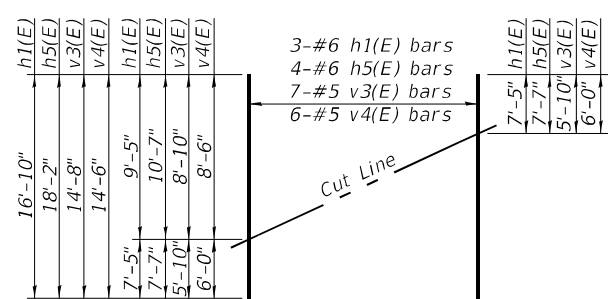 h1(E) h5(E) v3(E) v4(E) h1(E) h5(E) v3(E) v4(E)
3-#6 h1(E) bars
4-#6 h5(E) bars
7-#5 v3(E) bars
6-#5 v4(E) bars
h1(E) h5(E) v3(E) v4(E)
7'-5" 7'-7" 5'-10" 6'-0"
16'-10" 18'-2" 14'-8" 14'-6"
9'-5" 10'-7" 8'-10" 8'-6"
Cut Line
7'-5" 7'-7" 5'-10" 6'-0"